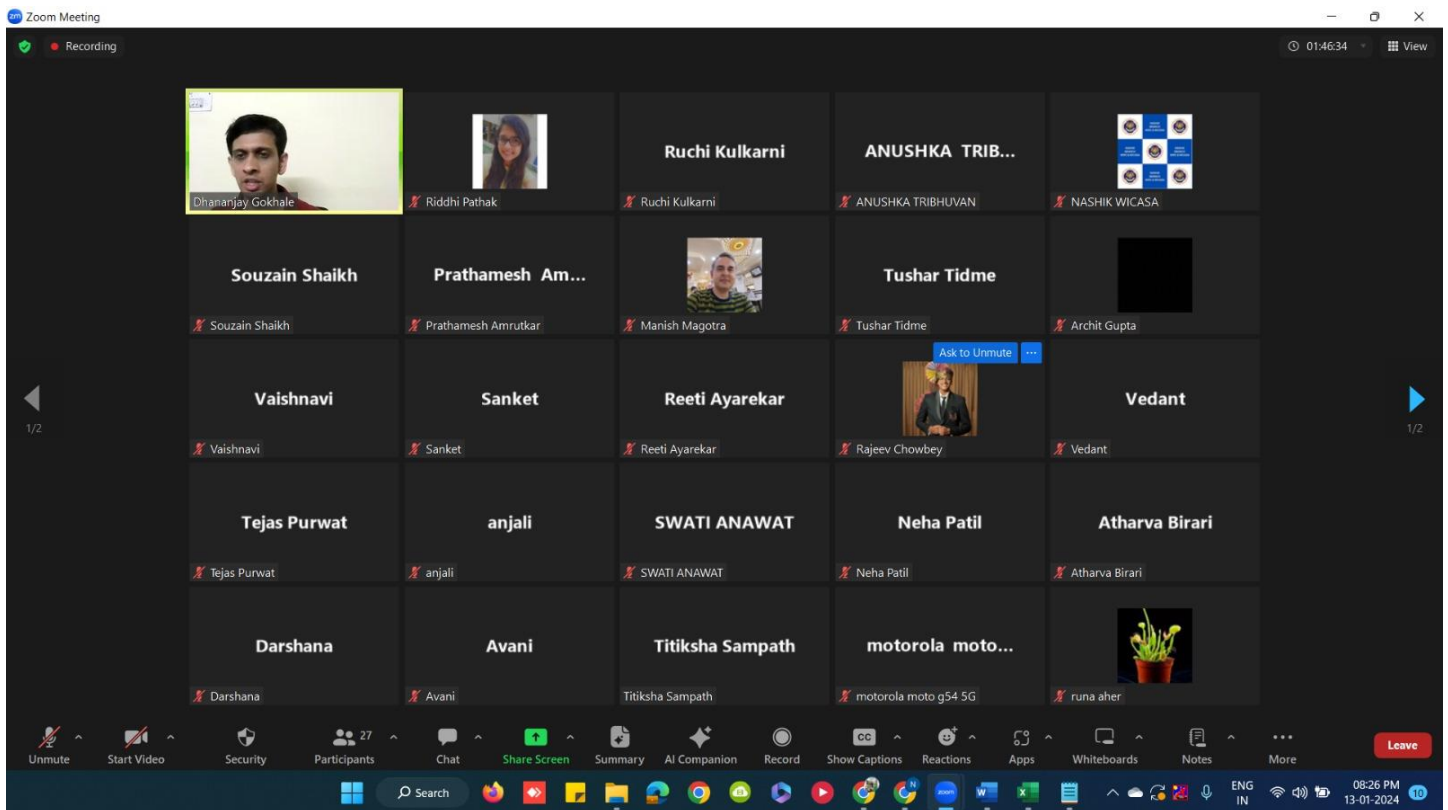 Zoom Meeting
Recording
01:46:34
View
Dhananjay Gokhale
Riddhi Pathak
Ruchi Kulkarni
Ruchi Kulkarni
ANUSHKA TRIB...
ANUSHKA TRIBHUVAN
NASHIK WICASA
Souzain Shaikh
Souzain Shaikh
Prathamesh Am...
Prathamesh Amrutkar
Manish Magotra
Tushar Tidme
Tushar Tidme
Archit Gupta
Vaishnavi
Vaishnavi
Sanket
Sanket
Reeti Ayarekar
Reeti Ayarekar
Ask to Unmute
Rajeev Chowbey
Vedant
Vedant
1/2
1/2
Tejas Purwat
Tejas Purwat
anjali
anjali
SWATI ANAWAT
SWATI ANAWAT
Neha Patil
Neha Patil
Atharva Birari
Atharva Birari
Darshana
Darshana
Avani
Avani
Titiksha Sampath
Titiksha Sampath
motorola moto...
motorola moto g54 5G
runa aher
Unmute
Start Video
Security
27
Participants
Chat
Share Screen
Summary
AI Companion
Record
CC
Show Captions
Reactions
Apps
Whiteboards
Notes
More
Leave
Search
ENG
IN
08:26 PM
13-01-2024
10